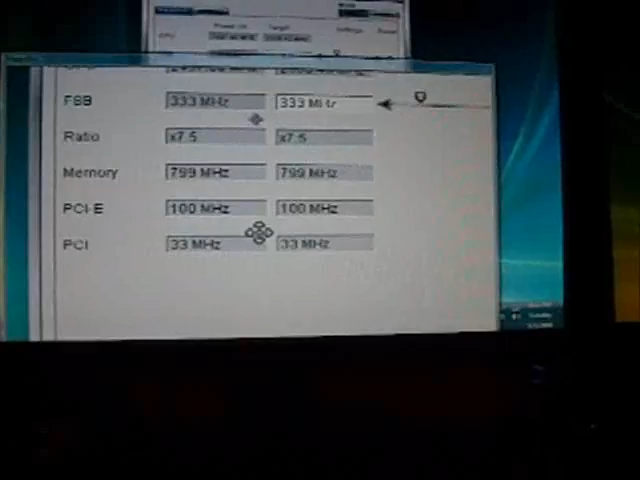 Target
FSB 333 MHz 333 MHz
Ratio x7.5 x7.5
Memory 799 MHz 799 MHz
PCI-E 100 MHz 100 MHz
PCI 33 MHz 33 MHz